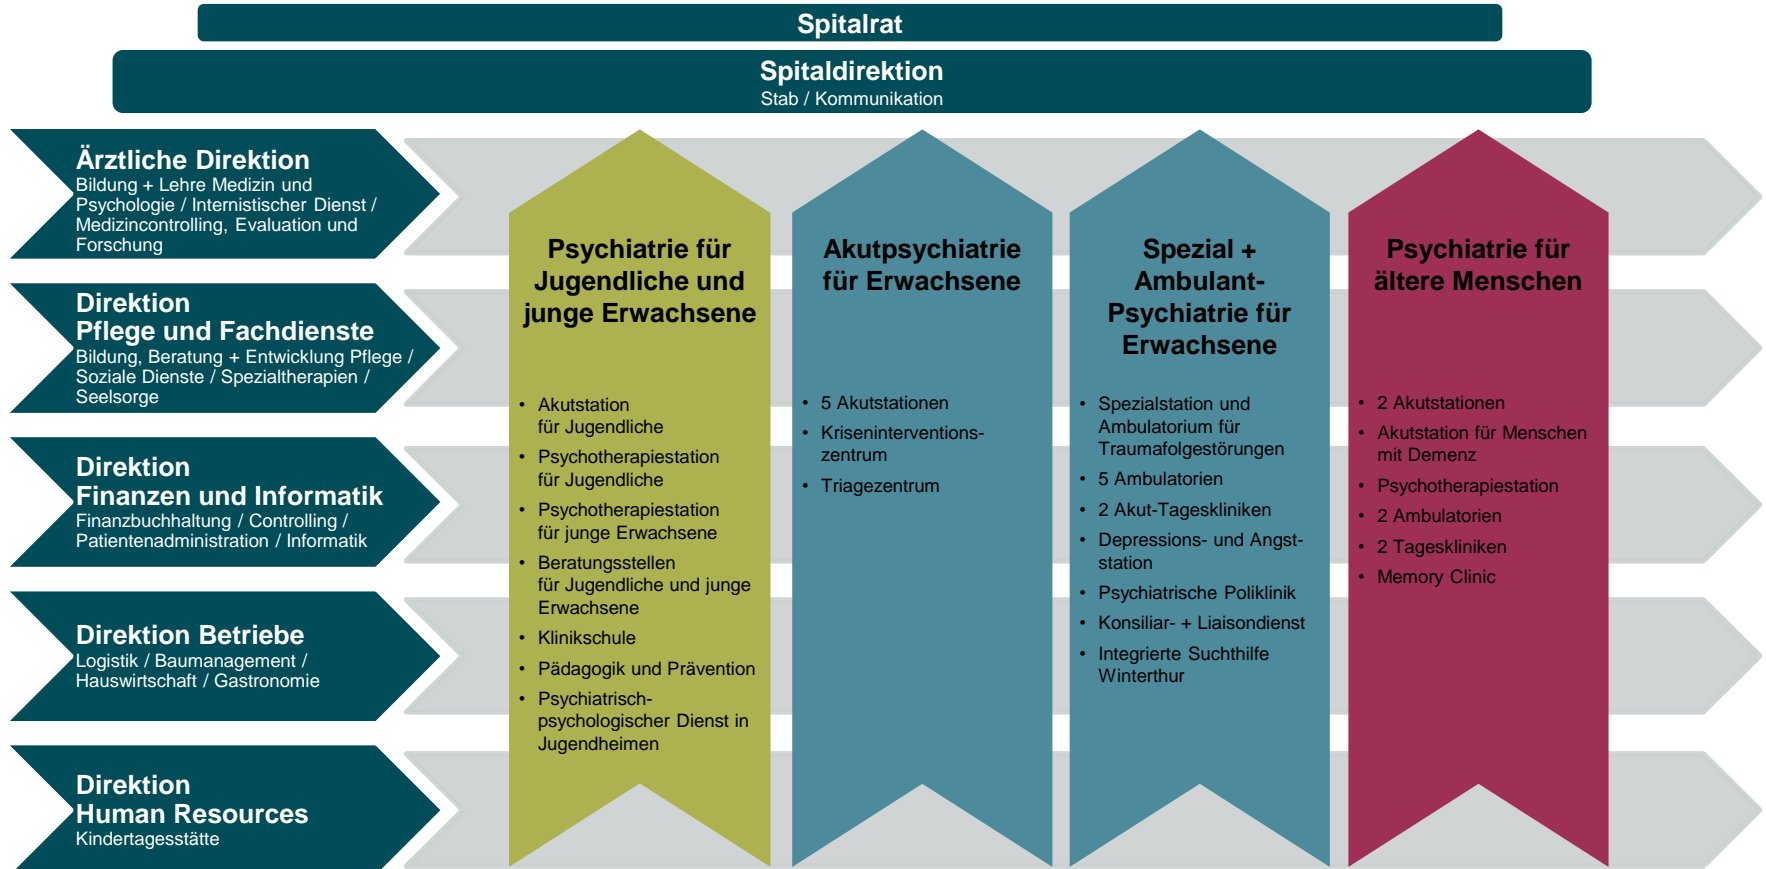 Spitalrat
Spitaldirektion
Stab / Kommunikation
Ärztliche Direktion
Bildung + Lehre Medizin und
Psychologie / Internistischer Dienst /
Medizincontrolling, Evaluation und
Forschung
Direktion
Pflege und Fachdienste
Bildung, Beratung + Entwicklung Pflege /
Soziale Dienste / Spezialtherapien /
Seelsorge
Direktion
Finanzen und Informatik
Finanzbuchhaltung / Controlling /
Patientenadministration / Informatik
Direktion Betriebe
Logistik / Baumanagement /
Hauswirtschaft / Gastronomie
Direktion
Human Resources
Kindertagesstätte
Psychiatrie für
Jugendliche und
junge Erwachsene
• Akutstation
für Jugendliche
• Psychotherapiestation
für Jugendliche
• Psychotherapiestation
für junge Erwachsene
• Beratungsstellen
für Jugendliche und junge
Erwachsene
• Klinikschule
• Pädagogik und Prävention
• Psychiatrisch-
psychologischer Dienst in
Jugendheimen
Akutpsychiatrie
für Erwachsene
• 5 Akutstationen
• Kriseninterventions-
zentrum
• Triagezentrum
Spezial +
Ambulant-
Psychiatrie für
Erwachsene
• Spezialstation und
Ambulatorium für
Traumafolgestörungen
• 5 Ambulatorien
• 2 Akut-Tageskliniken
• Depressions- und Angst-
station
• Psychiatrische Poliklinik
• Konsiliar- + Liaisondienst
• Integrierte Suchthilfe
Winterthur
Psychiatrie für
ältere Menschen
• 2 Akutstationen
• Akutstation für Menschen
mit Demenz
• Psychotherapiestation
• 2 Ambulatorien
• 2 Tageskliniken
• Memory Clinic